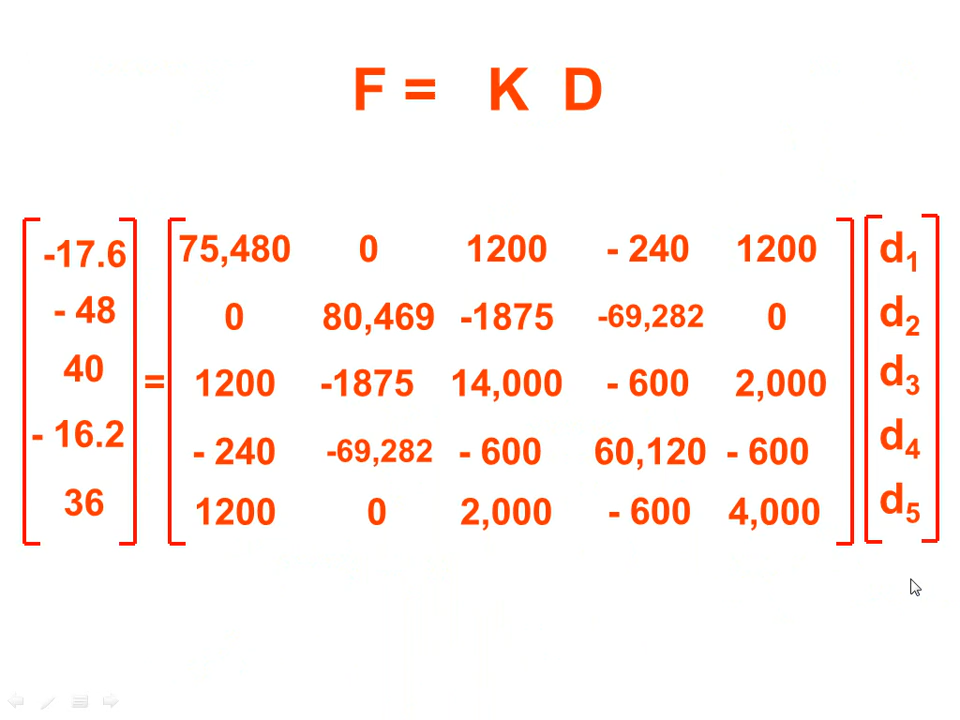 F = K D
-17.6 75,480 0 1200 - 240 1200 d1
- 48 0 80,469 -1875 -69,282 0 d2
40 = 1200 -1875 14,000 - 600 2,000 d3
- 16.2 - 240 -69,282 - 600 60,120 - 600 d4
36 1200 0 2,000 - 600 4,000 d5